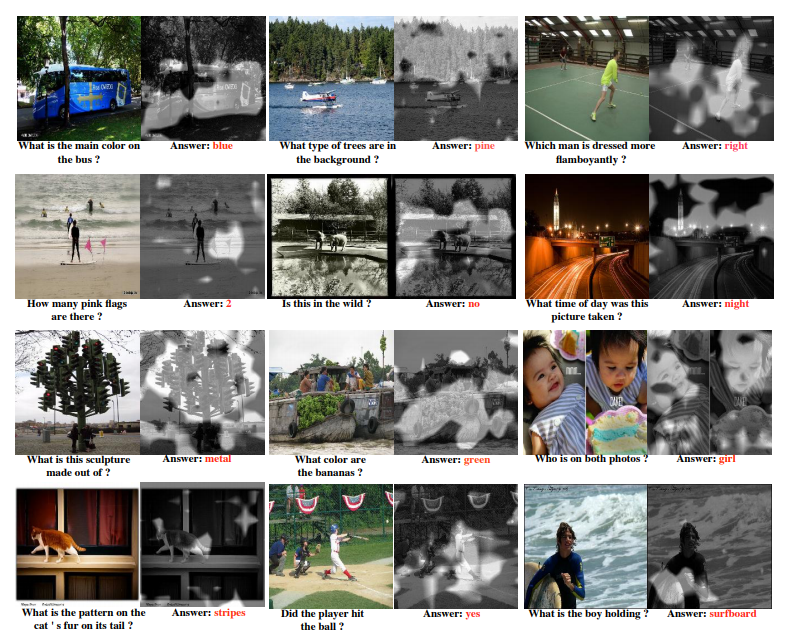 What is the main color on
the bus ?
Answer: blue
What type of trees are in
the background ?
Answer: pine
Which man is dressed more
flamboyantly ?
Answer: right
How many pink flags
are there ?
Answer: 2
Is this in the wild ?
Answer: no
What time of day was this
picture taken ?
Answer: night
What is this sculpture
made out of ?
Answer: metal
What color are
the bananas ?
Answer: green
CAKE!
Who is on both photos ?
Answer: girl
What is the pattern on the
cat ' s fur on its tail ?
Answer: stripes
Did the player hit
the ball ?
Answer: yes
What is the boy holding ?
Answer: surfboard